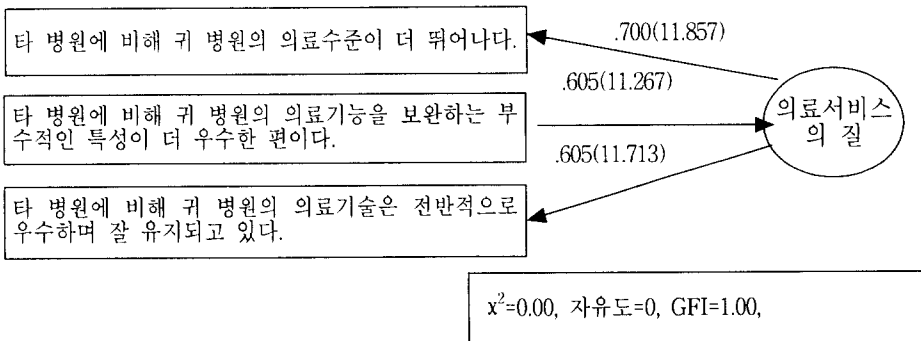 타 병원에 비해 귀 병원의 의료수준이 더 뛰어나다.
.700(11.857)
.605(11.267)
타 병원에 비해 귀 병원의 의료기능을 보완하는 부
수적인 특성이 더 우수한 편이다.
의료서비스
의 질
.605(11.713)
타 병원에 비해 귀 병원의 의료기술은 전반적으로
우수하며 잘 유지되고 있다.
x²=0.00, 자유도=0, GFI=1.00,